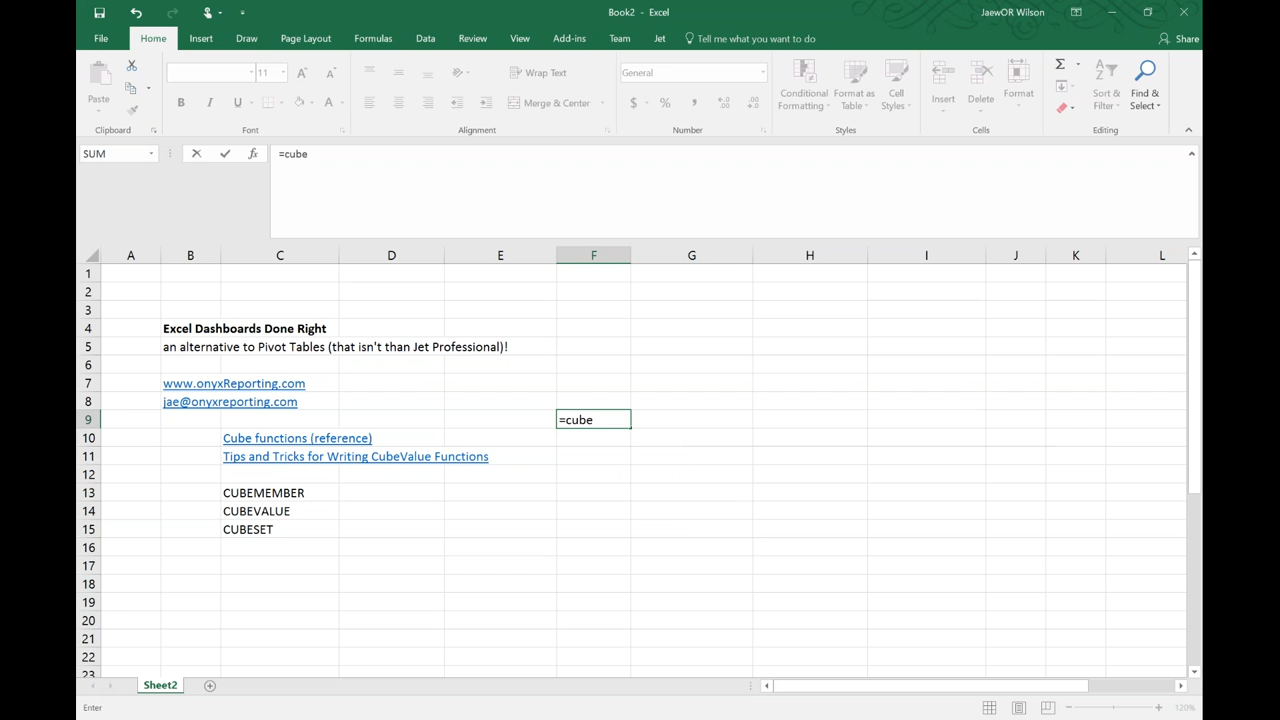 Book2 - Excel
JaewOR Wilson
File Home Insert Draw Page Layout Formulas Data Review View Add-ins Team Jet Tell me what you want to do Share
11 Wrap Text General
Paste B I U Merge & Center $ % , Conditional Formatting Format as Table Cell Styles Insert Delete Format Sort & Filter Find & Select
Clipboard Font Alignment Number Styles Cells Editing
SUM fx =cube
A B C D E F G H I J K L
1
2
3
4 Excel Dashboards Done Right
5 an alternative to Pivot Tables (that isn't than Jet Professional)!
6
7 www.onyxReporting.com
8 jae@onyxreporting.com
9 =cube
10 Cube functions (reference)
11 Tips and Tricks for Writing CubeValue Functions
12
13 CUBEMEMBER
14 CUBEVALUE
15 CUBESET
16
17
18
19
20
21
22
23
Sheet2
Enter 120%